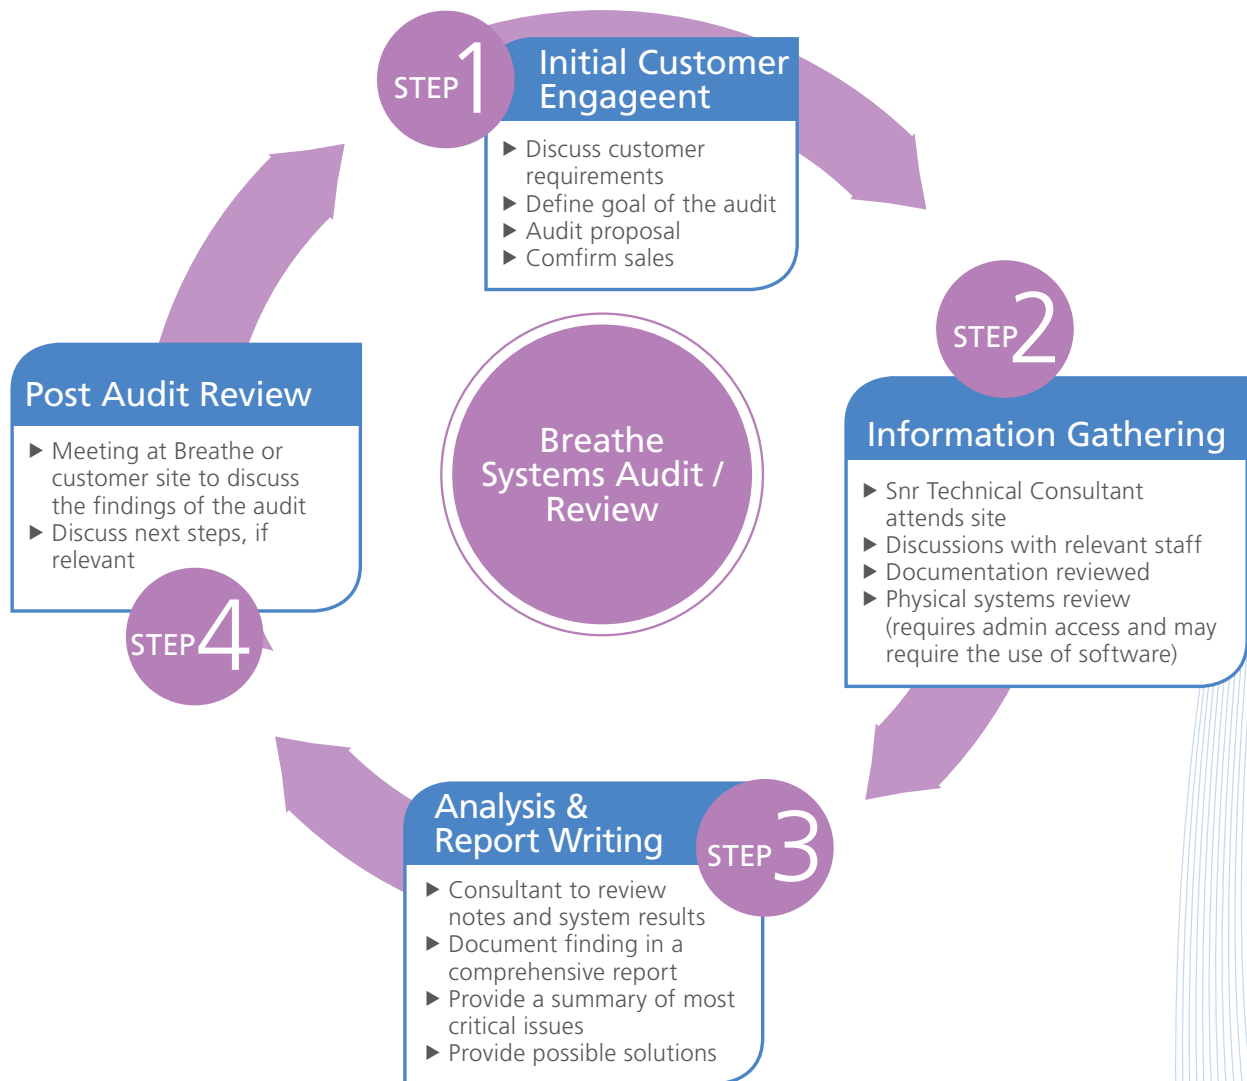 STEP 1
Initial Customer
Engageent
▶ Discuss customer
requirements
▶ Define goal of the audit
▶ Audit proposal
▶ Comfirm sales
STEP 2
Information Gathering
▶ Snr Technical Consultant
attends site
▶ Discussions with relevant staff
▶ Documentation reviewed
▶ Physical systems review
(requires admin access and may
require the use of software)
STEP 3
Analysis &
Report Writing
▶ Consultant to review
notes and system results
▶ Document finding in a
comprehensive report
▶ Provide a summary of most
critical issues
▶ Provide possible solutions
STEP 4
Post Audit Review
▶ Meeting at Breathe or
customer site to discuss
the findings of the audit
▶ Discuss next steps, if
relevant
Breathe
Systems Audit /
Review